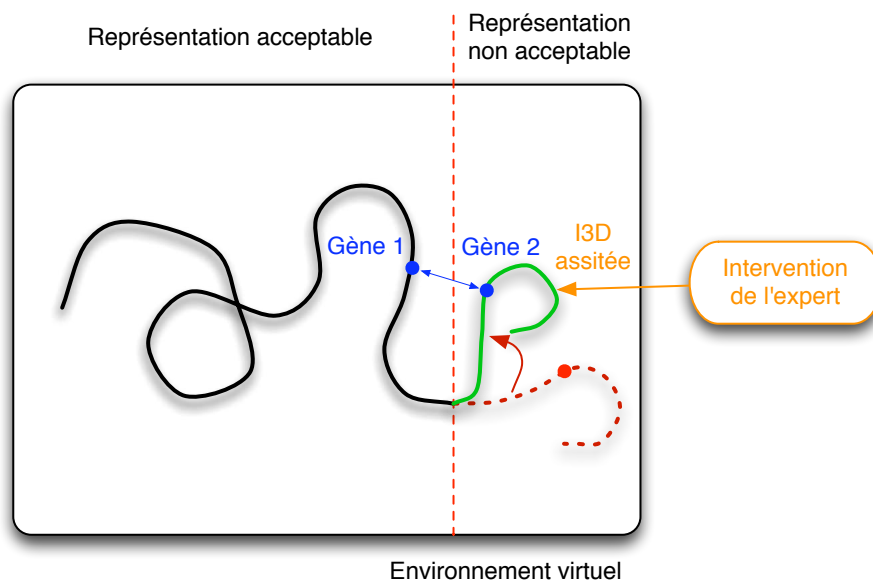 Représentation acceptable
Représentation
non acceptable
Gène 1
Gène 2
I3D
assitée
Intervention
de l'expert
Environnement virtuel